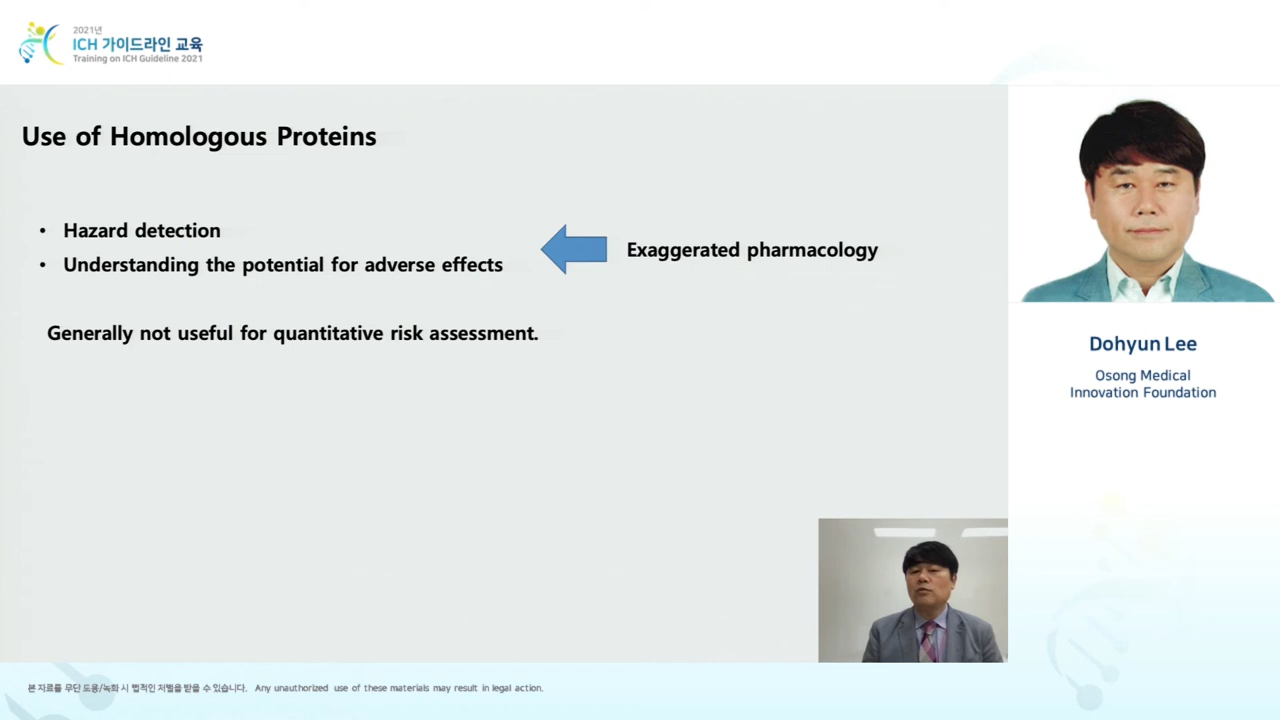 2021년
ICH 가이드라인 교육
Training on ICH Guideline 2021
Use of Homologous Proteins
• Hazard detection
• Understanding the potential for adverse effects
Exaggerated pharmacology
Generally not useful for quantitative risk assessment.
Dohyun Lee
Osong Medical
Innovation Foundation
본 자료를 무단 도용/녹화 시 법적인 처벌을 받을 수 있습니다. Any unauthorized use of these materials may result in legal action.